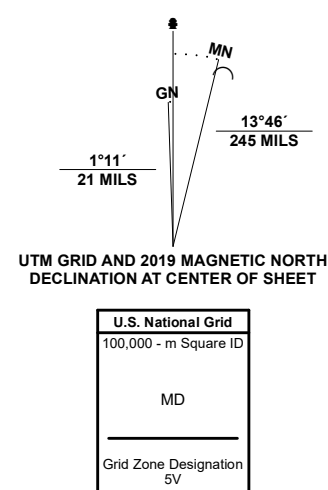 MN
GN
13°46´
245 MILS
1°11´
21 MILS
UTM GRID AND 2019 MAGNETIC NORTH
DECLINATION AT CENTER OF SHEET
U.S. National Grid
100,000 - m Square ID
MD
Grid Zone Designation
5V